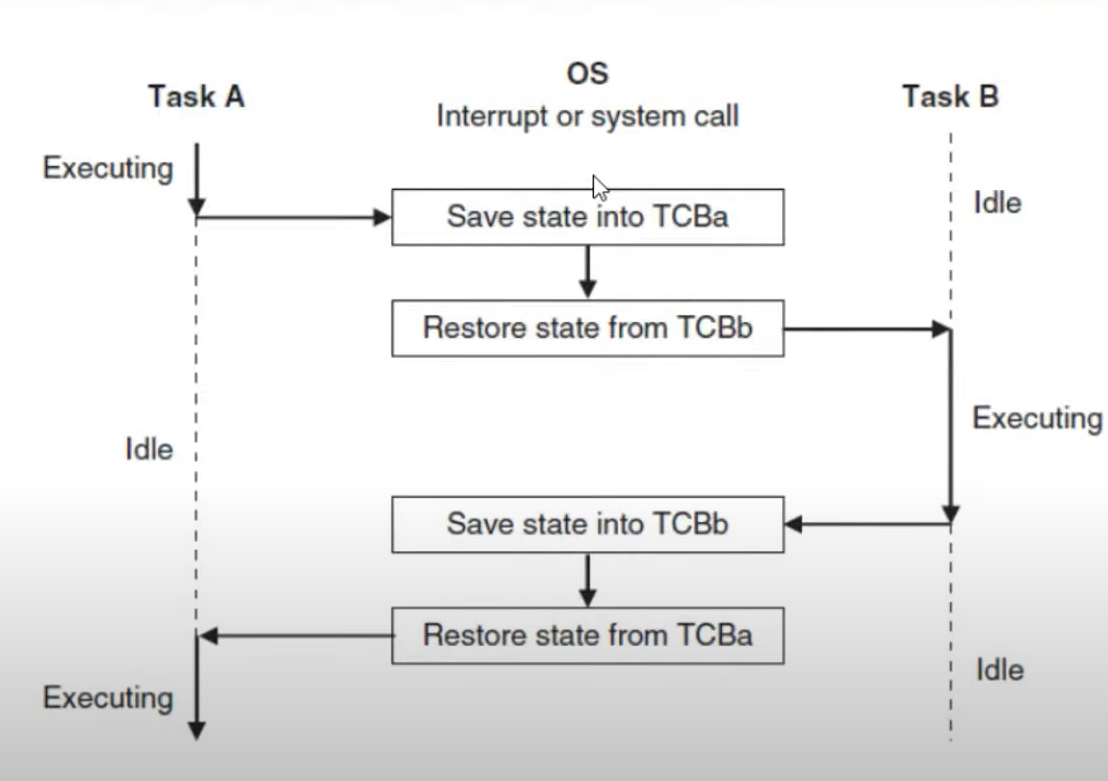 Task A
OS
Interrupt or system call
Task B
Executing
Idle
Save state into TCBa
Restore state from TCBb
Executing
Idle
Save state into TCBb
Restore state from TCBa
Executing
Idle